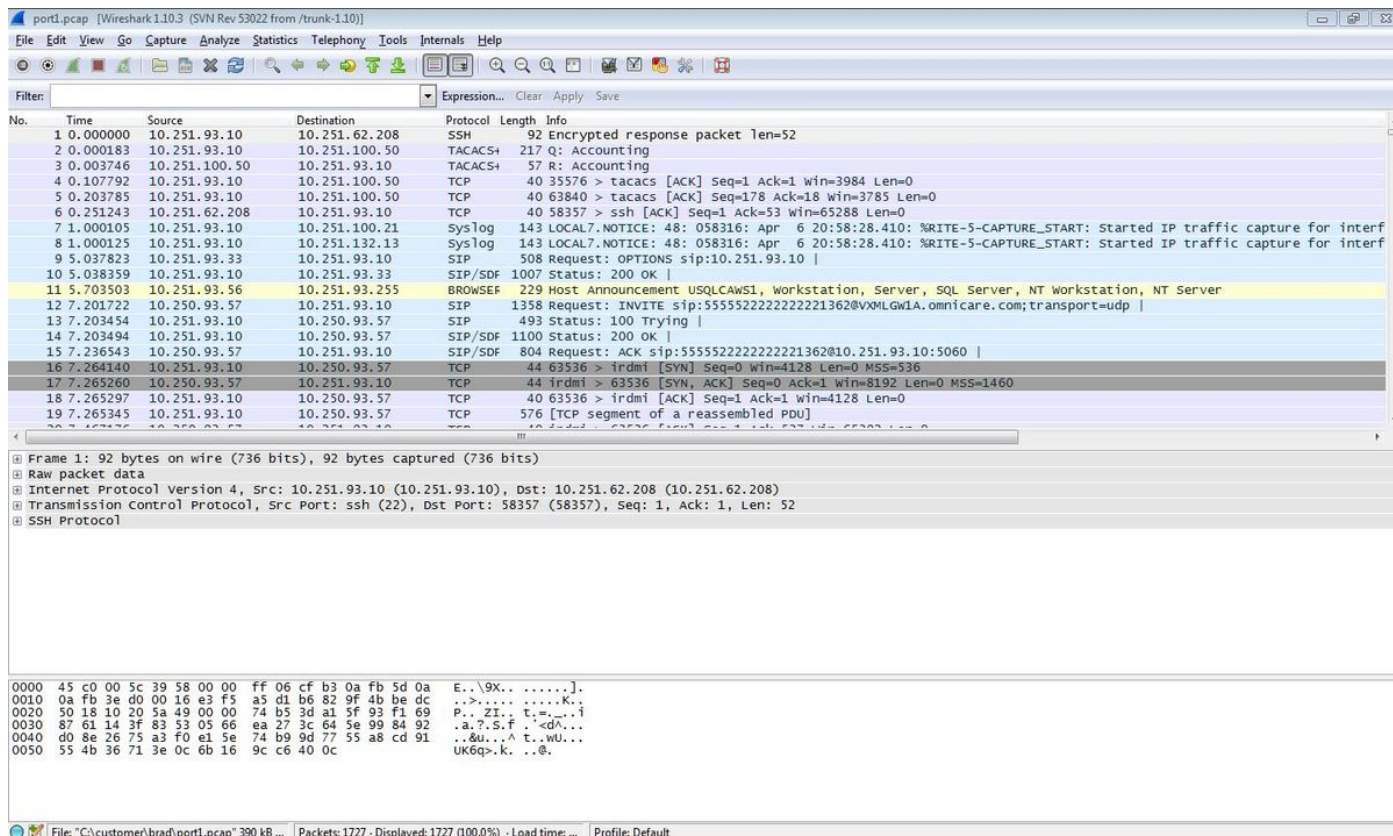 port1.pcap [Wireshark 1.10.3 (SVN Rev 53022 from /trunk-1.10)]
File Edit View Go Capture Analyze Statistics Telephony Tools Internals Help
Filter: Expression... Clear Apply Save
No. Time Source Destination Protocol Length Info
1 0.000000 10.251.93.10 10.251.62.208 SSH 92 Encrypted response packet len=52
2 0.000183 10.251.93.10 10.251.100.50 TACACS+ 217 Q: Accounting
3 0.003746 10.251.100.50 10.251.93.10 TACACS+ 57 R: Accounting
4 0.107792 10.251.93.10 10.251.100.50 TCP 40 35576 > tacacs [ACK] Seq=1 Ack=1 Win=3984 Len=0
5 0.203785 10.251.93.10 10.251.100.50 TCP 40 63840 > tacacs [ACK] Seq=178 Ack=18 Win=3785 Len=0
6 0.251243 10.251.62.208 10.251.93.10 TCP 40 58357 > ssh [ACK] Seq=1 Ack=53 Win=65288 Len=0
7 1.000105 10.251.93.10 10.251.100.21 Syslog 143 LOCAL7.NOTICE: 48: 058316: Apr 6 20:58:28.410: %RITE-5-CAPTURE_START: Started IP traffic capture for interf
8 1.000125 10.251.93.10 10.251.132.13 Syslog 143 LOCAL7.NOTICE: 48: 058316: Apr 6 20:58:28.410: %RITE-5-CAPTURE_START: Started IP traffic capture for interf
9 5.037823 10.251.93.33 10.251.93.10 SIP 508 Request: OPTIONS sip:10.251.93.10 |
10 5.038359 10.251.93.10 10.251.93.33 SIP/SDF 1007 Status: 200 OK |
11 5.703503 10.251.93.56 10.251.93.255 BROWSEF 229 Host Announcement USQLCAWS1, Workstation, Server, SQL Server, NT Workstation, NT Server
12 7.201722 10.250.93.57 10.251.93.10 SIP 1358 Request: INVITE sip:5555522222222221362@VXMLGW1A.omnicare.com;transport=udp |
13 7.203454 10.251.93.10 10.250.93.57 SIP 493 Status: 100 Trying |
14 7.203494 10.251.93.10 10.250.93.57 SIP/SDF 1100 Status: 200 OK |
15 7.236543 10.250.93.57 10.251.93.10 SIP/SDF 804 Request: ACK sip:5555522222222221362@10.251.93.10:5060 |
16 7.264140 10.251.93.10 10.250.93.57 TCP 44 63536 > irdmi [SYN] Seq=0 Win=4128 Len=0 MSS=536
17 7.265260 10.250.93.57 10.251.93.10 TCP 44 irdmi > 63536 [SYN, ACK] Seq=0 Ack=1 Win=8192 Len=0 MSS=1460
18 7.265297 10.251.93.10 10.250.93.57 TCP 40 63536 > irdmi [ACK] Seq=1 Ack=1 Win=4128 Len=0
19 7.265345 10.251.93.10 10.250.93.57 TCP 576 [TCP segment of a reassembled PDU]
Frame 1: 92 bytes on wire (736 bits), 92 bytes captured (736 bits)
Raw packet data
Internet Protocol Version 4, Src: 10.251.93.10 (10.251.93.10), Dst: 10.251.62.208 (10.251.62.208)
Transmission Control Protocol, Src Port: ssh (22), Dst Port: 58357 (58357), Seq: 1, Ack: 1, Len: 52
SSH Protocol
0000 45 c0 00 5c 39 58 00 00 ff 06 cf b3 0a fb 5d 0a E..\9X.. ......].
0010 0a fb 3e d0 00 16 e3 f5 a5 d1 b6 82 9f 4b be dc ..>..... .....K..
0020 50 18 10 20 5a 49 00 00 74 b5 3d a1 5f 93 f1 69 P.. ZI.. t.=._..i
0030 87 61 14 3f 83 53 05 66 ea 27 3c 64 5e 99 84 92 .a.?.S.f .'<d^...
0040 d0 8e 26 75 a3 f0 e1 5e 74 b9 9d 77 55 a8 cd 91 ..&u...^ t..wU...
0050 55 4b 36 71 3e 0c 6b 16 9c c6 40 0c UK6q>.k. ..@.
File: "C:\customer\brad\port1.pcap" 390 kB ... Packets: 1727 · Displayed: 1727 (100.0%) · Load time: ... Profile: Default